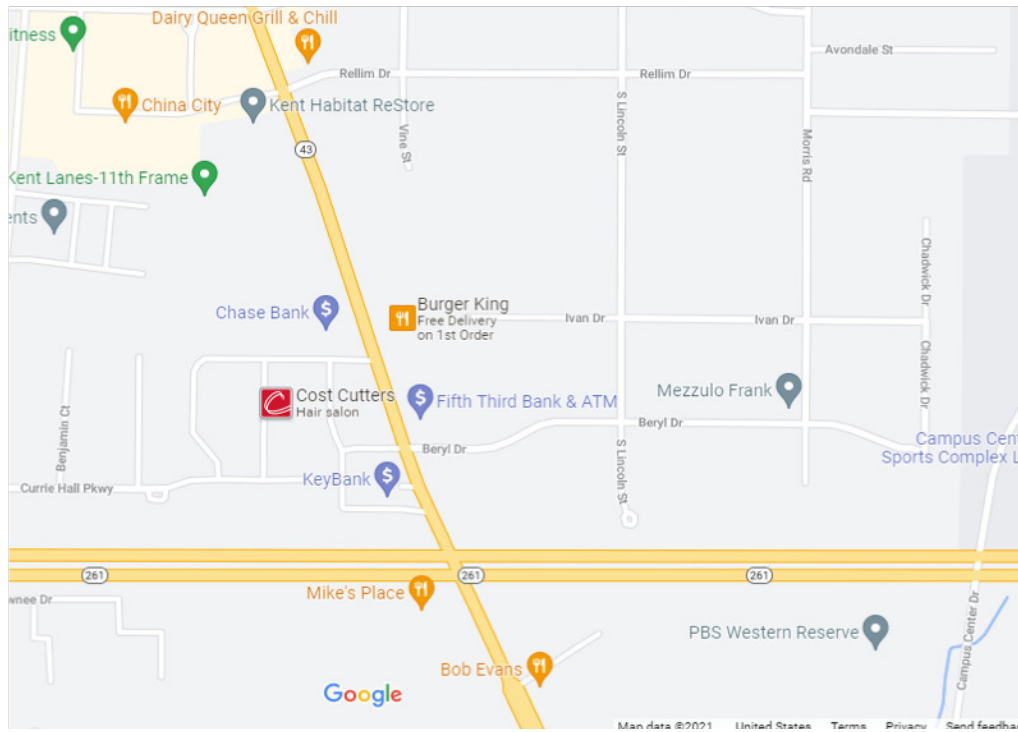 Dairy Queen Grill & Chill
itness
Avondale St
Rellim Dr
Rellim Dr
China City
Kent Habitat ReStore
S Lincoln St
Vine St
Morris Rd
43
Kent Lanes-11th Frame
ents
Chadwick Dr
Burger King
Free Delivery
on 1st Order
Chase Bank
Ivan Dr
Ivan Dr
Chadwick Dr
Cost Cutters
Hair salon
Fifth Third Bank & ATM
Mezzulo Frank
Benjamin Ct
Beryl Dr
Beryl Dr
Campus Cent
Sports Complex L
S Lincoln St
KeyBank
Currie Hall Pkwy
261
261
261
Mike's Place
wnee Dr
Campus Center Dr
PBS Western Reserve
Bob Evans
Google
Map data ©2021 United States Terms Privacy Send feedba